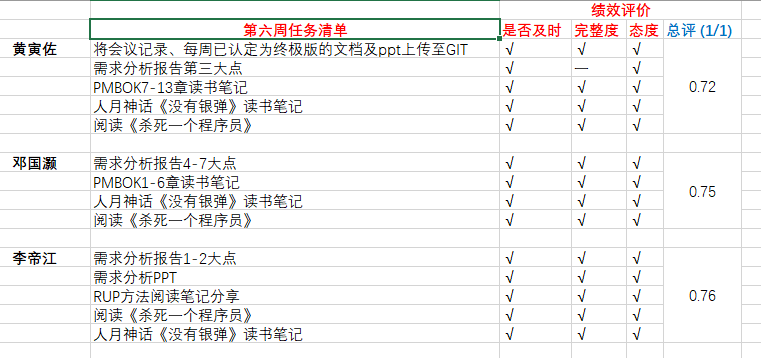 绩效评价
第六周任务清单 是否及时 完整度 态度 总评 (1/1)
黄寅佐 将会议记录、每周已认定为终极版的文档及ppt上传至GIT √ √ √
需求分析报告第三大点 √ — √
PMBOK7-13章读书笔记 √ √ √ 0.72
人月神话《没有银弹》读书笔记 √ √ √
阅读《杀死一个程序员》 √ √ √
邓国灏 需求分析报告4-7大点 √ √ √
PMBOK1-6章读书笔记 √ √ √ 0.75
人月神话《没有银弹》读书笔记 √ √ √
阅读《杀死一个程序员》 √ √ √
李帝江 需求分析报告1-2大点 √ √ √
需求分析PPT √ √ √
RUP方法阅读笔记分享 √ √ √ 0.76
阅读《杀死一个程序员》 √ √ √
人月神话《没有银弹》读书笔记 √ √ √